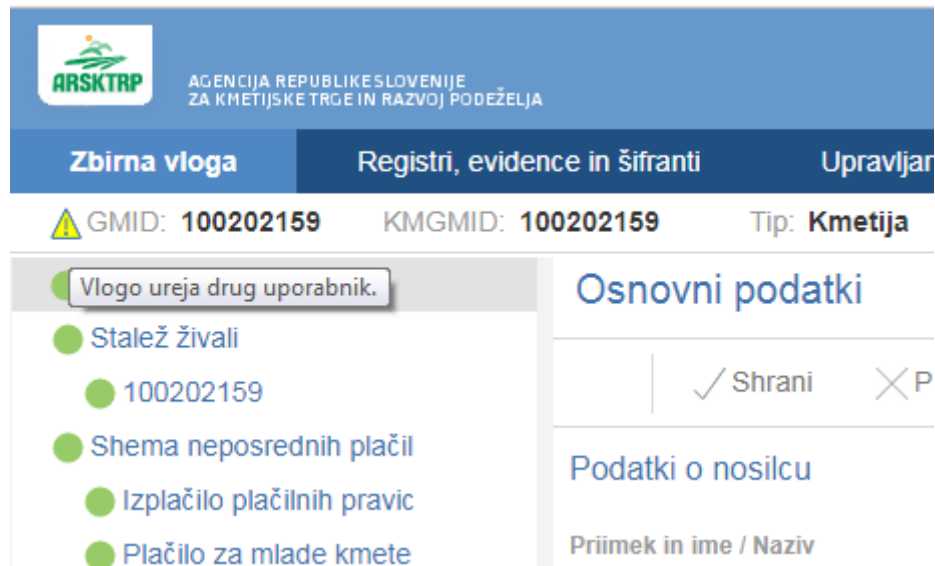 ARSKTRP
AGENCIJA REPUBLIKE SLOVENIJE
ZA KMETIJSKE TRGE IN RAZVOJ PODEŽELJA
Zbirna vloga Registri, evidence in šifranti Upravljan
GMID: 100202159 KMGMID: 100202159 Tip: Kmetija
Vlogo ureja drug uporabnik.
Stalež živali
100202159
Shema neposrednih plačil
Izplačilo plačilnih pravic
Plačilo za mlade kmete
Osnovni podatki
Shrani P
Podatki o nosilcu
Priimek in ime / Naziv